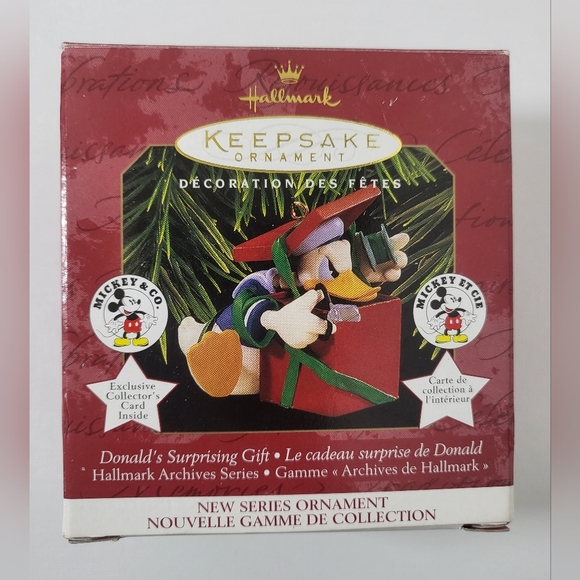 Hallmark
KEEPSAKE
ORNAMENT
DÉCORATION DES FÊTES
MICKEY & CO.
MICKEY ET CIE
Exclusive
Collector's
Card
Inside
Carte de
collection à
l'intérieur
Donald's Surprising Gift • Le cadeau surprise de Donald
Hallmark Archives Series • Gamme « Archives de Hallmark »
NEW SERIES ORNAMENT
NOUVELLE GAMME DE COLLECTION